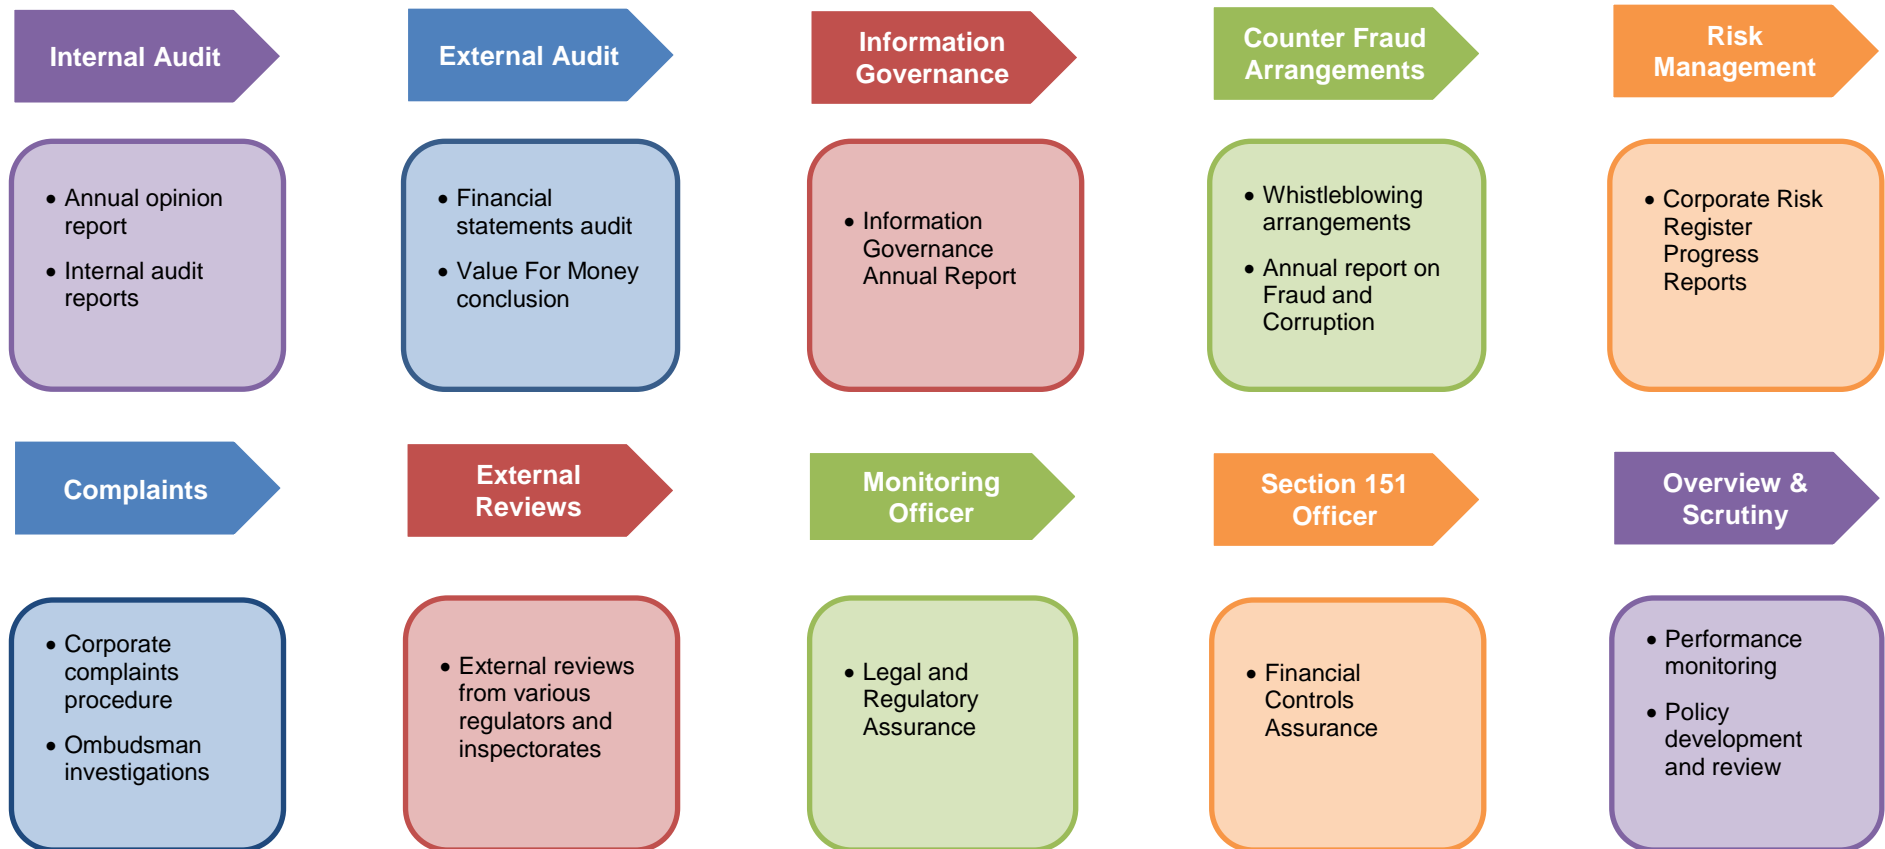 Internal Audit
External Audit
Information
Governance
Counter Fraud
Arrangements
Risk
Management
• Annual opinion
report
• Internal audit
reports
• Financial
statements audit
• Value For Money
conclusion
• Information
Governance
Annual Report
• Whistleblowing
arrangements
• Annual report on
Fraud and
Corruption
• Corporate Risk
Register
Progress
Reports
Complaints
External
Reviews
Monitoring
Officer
Section 151
Officer
Overview &
Scrutiny
• Corporate
complaints
procedure
• Ombudsman
investigations
• External reviews
from various
regulators and
inspectorates
• Legal and
Regulatory
Assurance
• Financial
Controls
Assurance
• Performance
monitoring
• Policy
development
and review